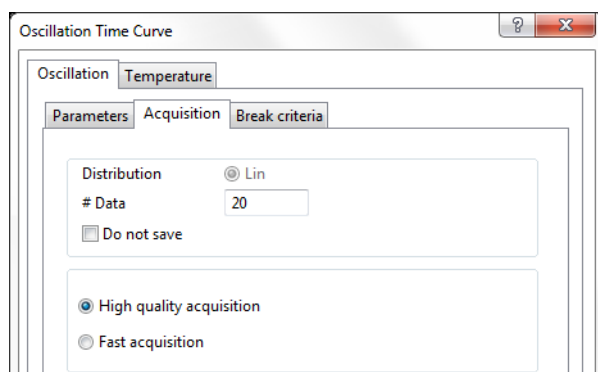 Oscillation Time Curve
Oscillation Temperature
Parameters Acquisition Break criteria
Distribution Lin
# Data 20
Do not save
High quality acquisition
Fast acquisition